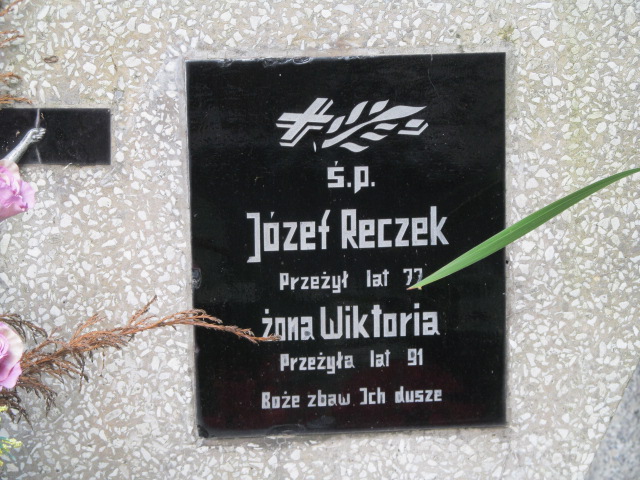 ś.p.
Józef Reczek
Przeżył lat 77
żona Wiktoria
Przeżyła lat 91
Boże zbaw Ich dusze